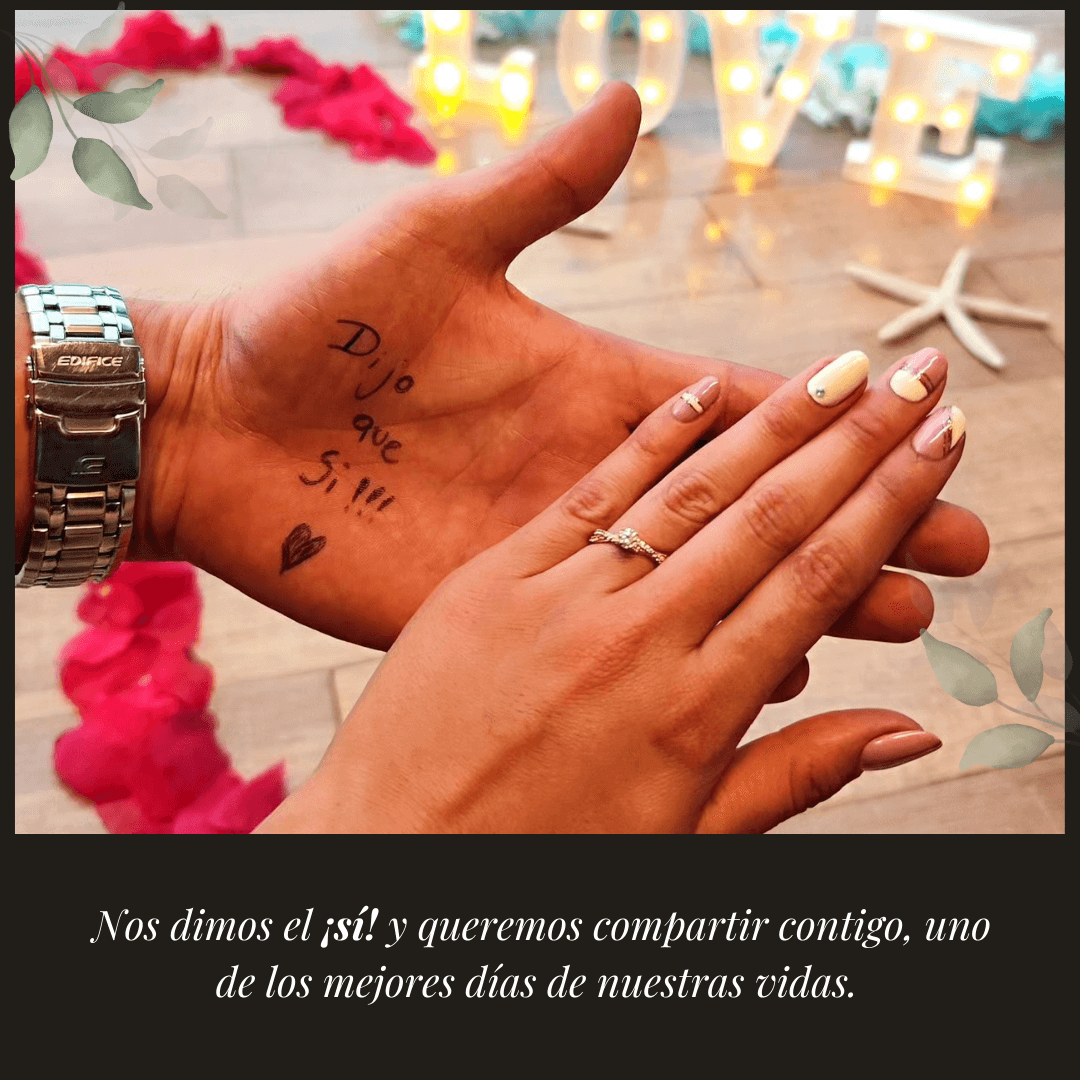 LOVE
EDIFICE
Dijo
que
Si!!!
Nos dimos el ¡sí! y queremos compartir contigo, uno
de los mejores días de nuestras vidas.